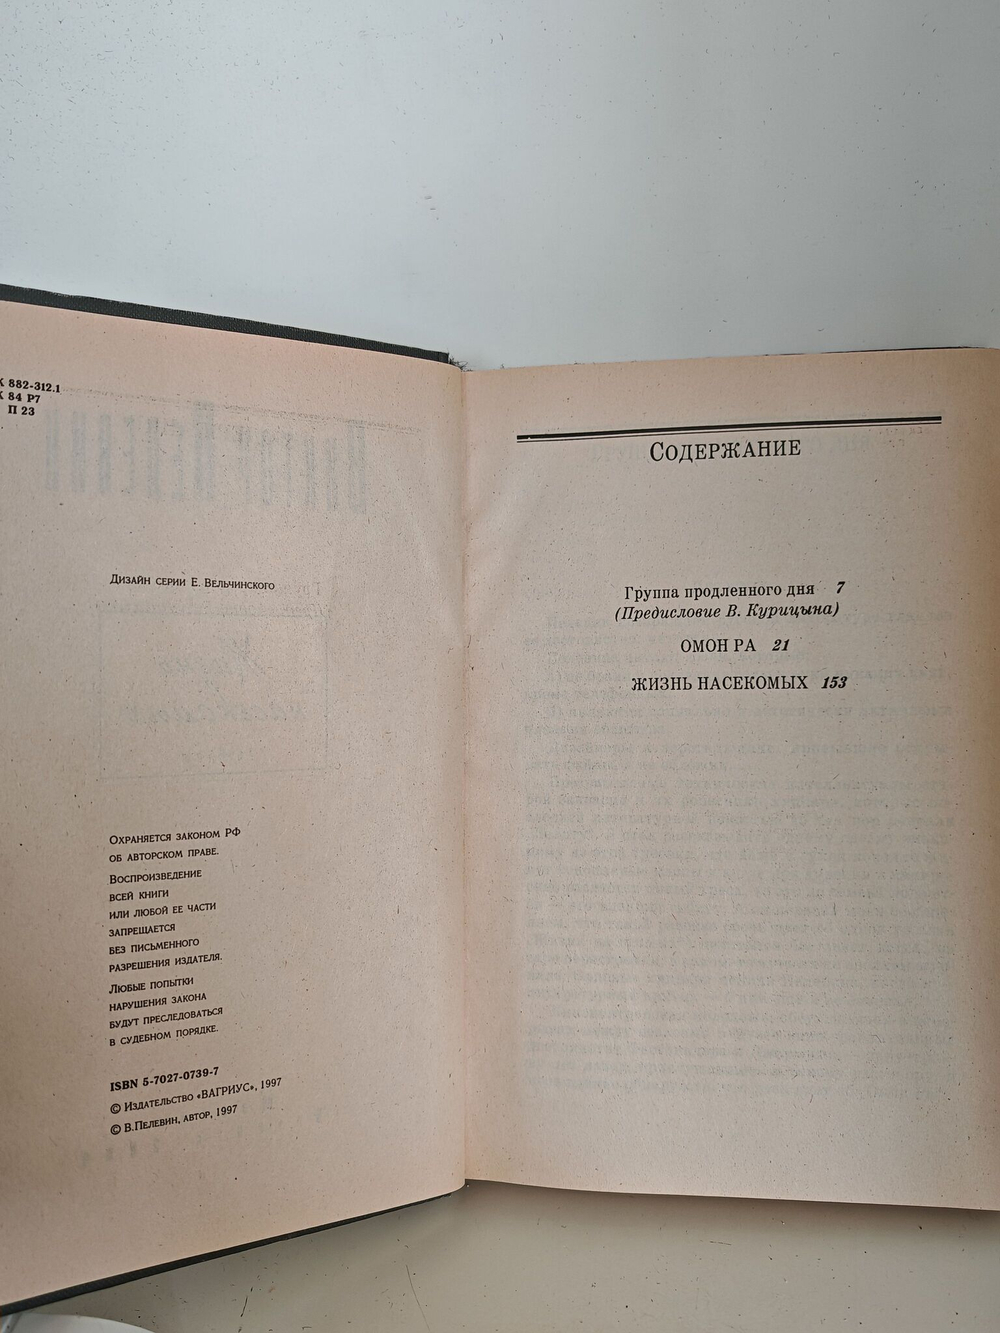 882-312.1
84 Р7
П 23
Дизайн серии Е. Вельчинского
Охраняется законом РФ
об авторском праве.
Воспроизведение
всей книги
или любой ее части
запрещается
без письменного
разрешения издателя.
Любые попытки
нарушения закона
будут преследоваться
в судебном порядке.
ISBN 5-7027-0739-7
© Издательство «ВАГРИУС», 1997
© В.Пелевин, автор, 1997
Содержание
Группа продленного дня 7
(Предисловие В. Курицына)
ОМОН РА 21
ЖИЗНЬ НАСЕКОМЫХ 153